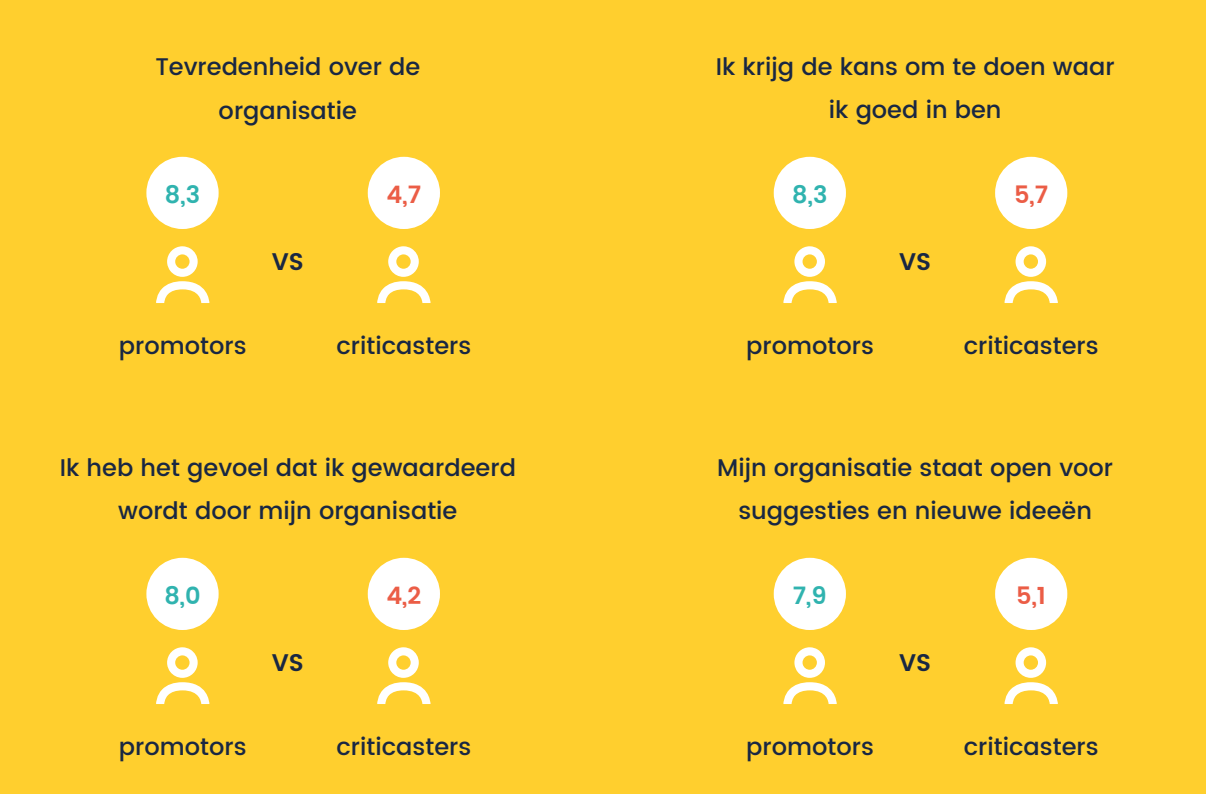 Tevredenheid over de
organisatie
8,3
4,7
vs
promotors
criticasters
Ik krijg de kans om te doen waar
ik goed in ben
8,3
5,7
vs
promotors
criticasters
Ik heb het gevoel dat ik gewaardeerd
wordt door mijn organisatie
8,0
4,2
vs
promotors
criticasters
Mijn organisatie staat open voor
suggesties en nieuwe ideeën
7,9
5,1
vs
promotors
criticasters